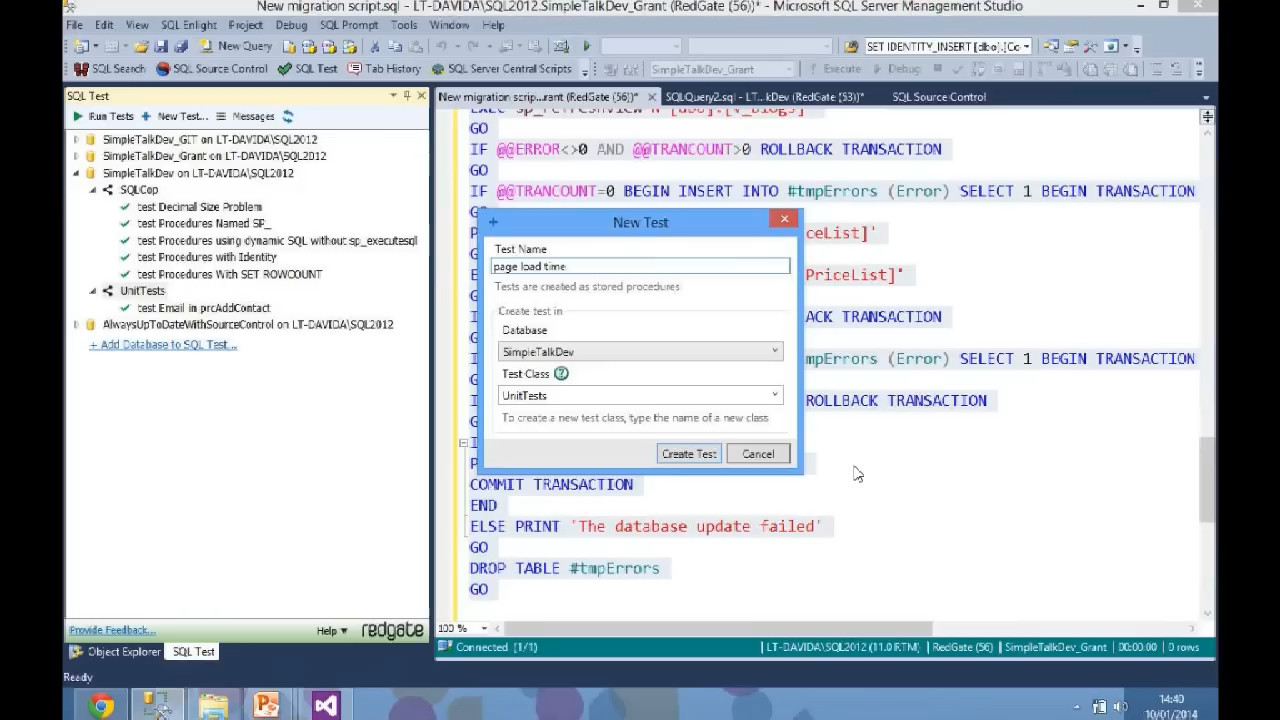 New migration script.sql - LT-DAVIDA\SQL2012.SimpleTalkDev_Grant (RedGate (56))* - Microsoft SQL Server Management Studio
File Edit View SQL Enlight Project Debug SQL Prompt Tools Window Help
New Query
SET IDENTITY_INSERT [dbo].[Co
SQL Search SQL Source Control SQL Test Tab History SQL Server Central Scripts
SimpleTalkDev_Grant Execute Debug
SQL Test
New migration scrip...rant (RedGate (56))* SQLQuery2.sql - LT...kDev (RedGate (53))* SQL Source Control
Run Tests New Test... Messages
SimpleTalkDev_GIT on LT-DAVIDA\SQL2012
SimpleTalkDev_Grant on LT-DAVIDA\SQL2012
SimpleTalkDev on LT-DAVIDA\SQL2012
SQLCop
test Decimal Size Problem
test Procedures Named SP_
test Procedures using dynamic SQL without sp_executesql
test Procedures with Identity
test Procedures With SET ROWCOUNT
UnitTests
test Email in prcAddContact
AlwaysUpToDateWithSourceControl on LT-DAVIDA\SQL2012
+ Add Database to SQL Test...
EXEC sp_refreshview N'[dbo].[v_Blogs]'
GO
IF @@ERROR<>0 AND @@TRANCOUNT>0 ROLLBACK TRANSACTION
GO
IF @@TRANCOUNT=0 BEGIN INSERT INTO #tmpErrors (Error) SELECT 1 BEGIN TRANSACTION
ceList]'
PriceList]'
ACK TRANSACTION
mpErrors (Error) SELECT 1 BEGIN TRANSACTION
ROLLBACK TRANSACTION
COMMIT TRANSACTION
END
ELSE PRINT 'The database update failed'
GO
DROP TABLE #tmpErrors
GO
New Test
Test Name
page load time
Tests are created as stored procedures
Create test in
Database
SimpleTalkDev
Test Class
UnitTests
To create a new test class, type the name of a new class
Create Test Cancel
100 %
Provide Feedback... Help redgate
Object Explorer SQL Test
Connected (1/1) LT-DAVIDA\SQL2012 (11.0 RTM) RedGate (56) SimpleTalkDev_Grant 00:00:00 0 rows
Ready
14:40
10/01/2014